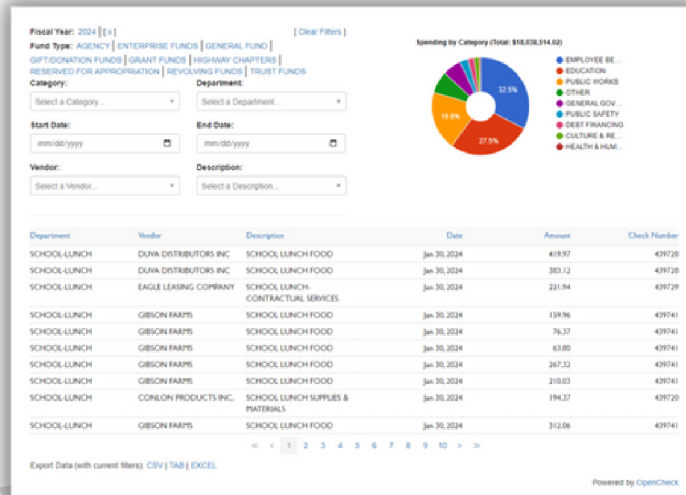 Fiscal Year: 2024 [ x ] [ Clear Filters ]
Fund Type: AGENCY ENTERPRISE FUNDS GENERAL FUND
GIFT/DONATION FUNDS GRANT FUNDS HIGHWAY CHAPTERS
RESERVED FOR APPROPRIATION REVOLVING FUNDS TRUST FUNDS
Category: Department:
Select a Category... Select a Department...
Start Date: End Date:
mm/dd/yyyy mm/dd/yyyy
Vendor: Description:
Select a Vendor... Select a Description...
Spending by Category (Total: $18,038,514.02)
32.5%
27.5%
19.6%
EMPLOYEE BE...
EDUCATION
PUBLIC WORKS
OTHER
GENERAL GOV...
PUBLIC SAFETY
DEBT FINANCING
CULTURE & RE...
HEALTH & HUM...
Department Vendor Description Date Amount Check Number
SCHOOL-LUNCH DUVA DISTRIBUTORS INC SCHOOL LUNCH FOOD Jan 30, 2024 419.97 439728
SCHOOL-LUNCH DUVA DISTRIBUTORS INC SCHOOL LUNCH FOOD Jan 30, 2024 383.12 439728
SCHOOL-LUNCH EAGLE LEASING COMPANY SCHOOL LUNCH- Jan 30, 2024 221.94 439729
CONTRACTUAL SERVICES
SCHOOL-LUNCH GIBSON FARMS SCHOOL LUNCH FOOD Jan 30, 2024 159.96 439741
SCHOOL-LUNCH GIBSON FARMS SCHOOL LUNCH FOOD Jan 30, 2024 76.37 439741
SCHOOL-LUNCH GIBSON FARMS SCHOOL LUNCH FOOD Jan 30, 2024 63.80 439741
SCHOOL-LUNCH GIBSON FARMS SCHOOL LUNCH FOOD Jan 30, 2024 267.32 439741
SCHOOL-LUNCH GIBSON FARMS SCHOOL LUNCH FOOD Jan 30, 2024 210.03 439741
SCHOOL-LUNCH CONLON PRODUCTS INC. SCHOOL LUNCH SUPPLIES & Jan 30, 2024 194.37 439720
MATERIALS
SCHOOL-LUNCH GIBSON FARMS SCHOOL LUNCH FOOD Jan 30, 2024 312.06 439741
<< < 1 2 3 4 5 6 7 8 9 10 > >>
Export Data (with current filters): CSV | TAB | EXCEL
Powered by OpenCheck